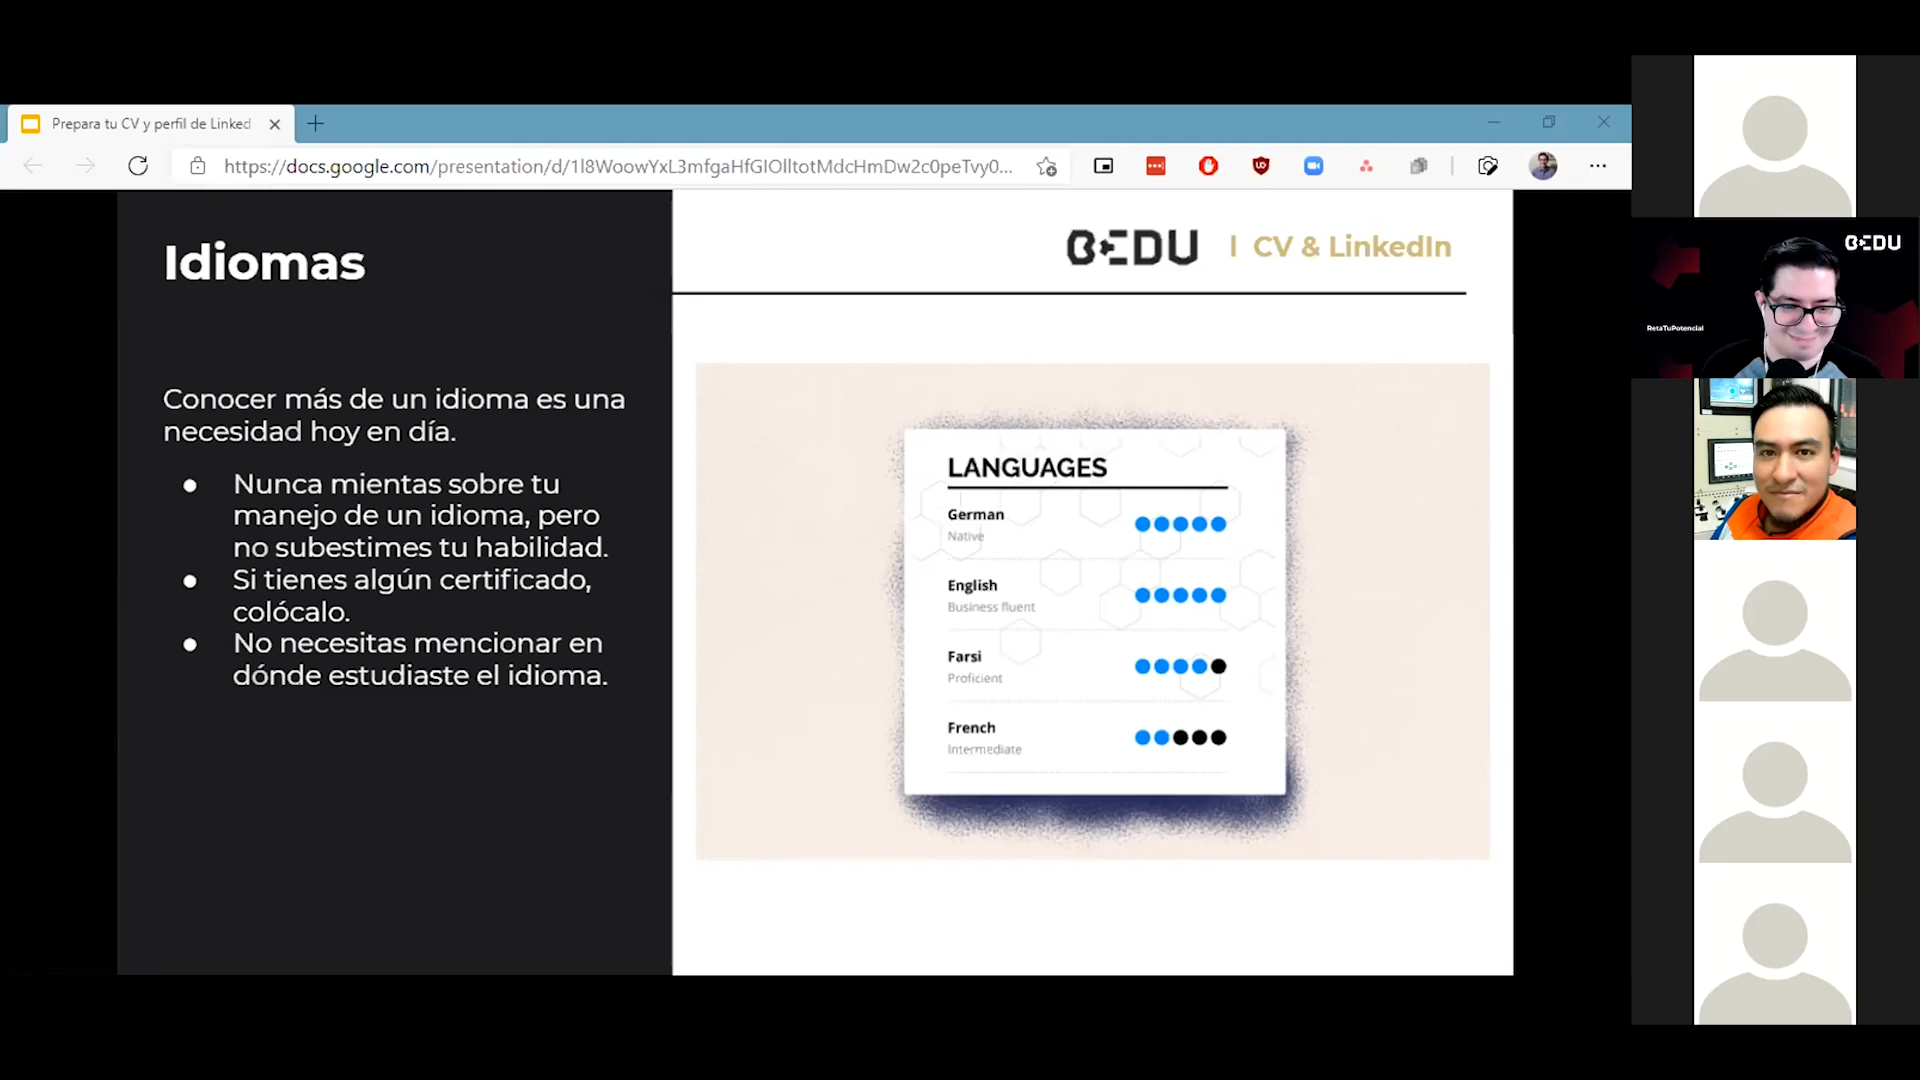 Prepara tu CV y perfil de Linked
https://docs.google.com/presentation/d/1l8WoowYxL3mfgaHfGIOlltotMdcHmDw2c0peTvy0...
Idiomas
BEDU | CV & LinkedIn
Conocer más de un idioma es una
necesidad hoy en día.
● Nunca mientas sobre tu
manejo de un idioma, pero
no subestimes tu habilidad.
● Si tienes algún certificado,
colócalo.
● No necesitas mencionar en
dónde estudiaste el idioma.
LANGUAGES
German
Native
English
Business fluent
Farsi
Proficient
French
Intermediate
BEDU
RetaTuPotencial